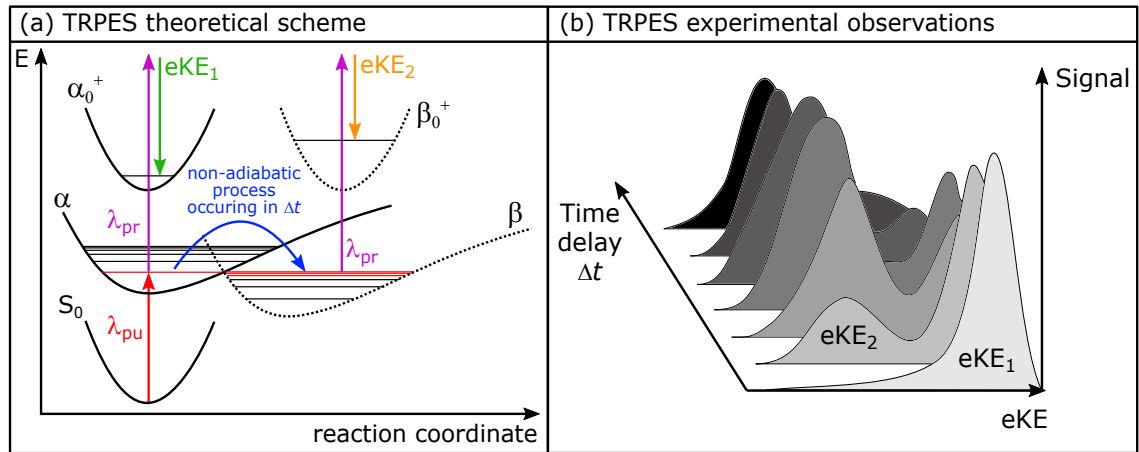 (a) TRPES theoretical scheme
E
α₀⁺
eKE₁
eKE₂
β₀⁺
non-adiabatic
process
occuring in Δt
α
λpr
λpr
β
S₀
λpu
reaction coordinate
(b) TRPES experimental observations
Signal
Time
delay
Δt
eKE₂
eKE₁
eKE